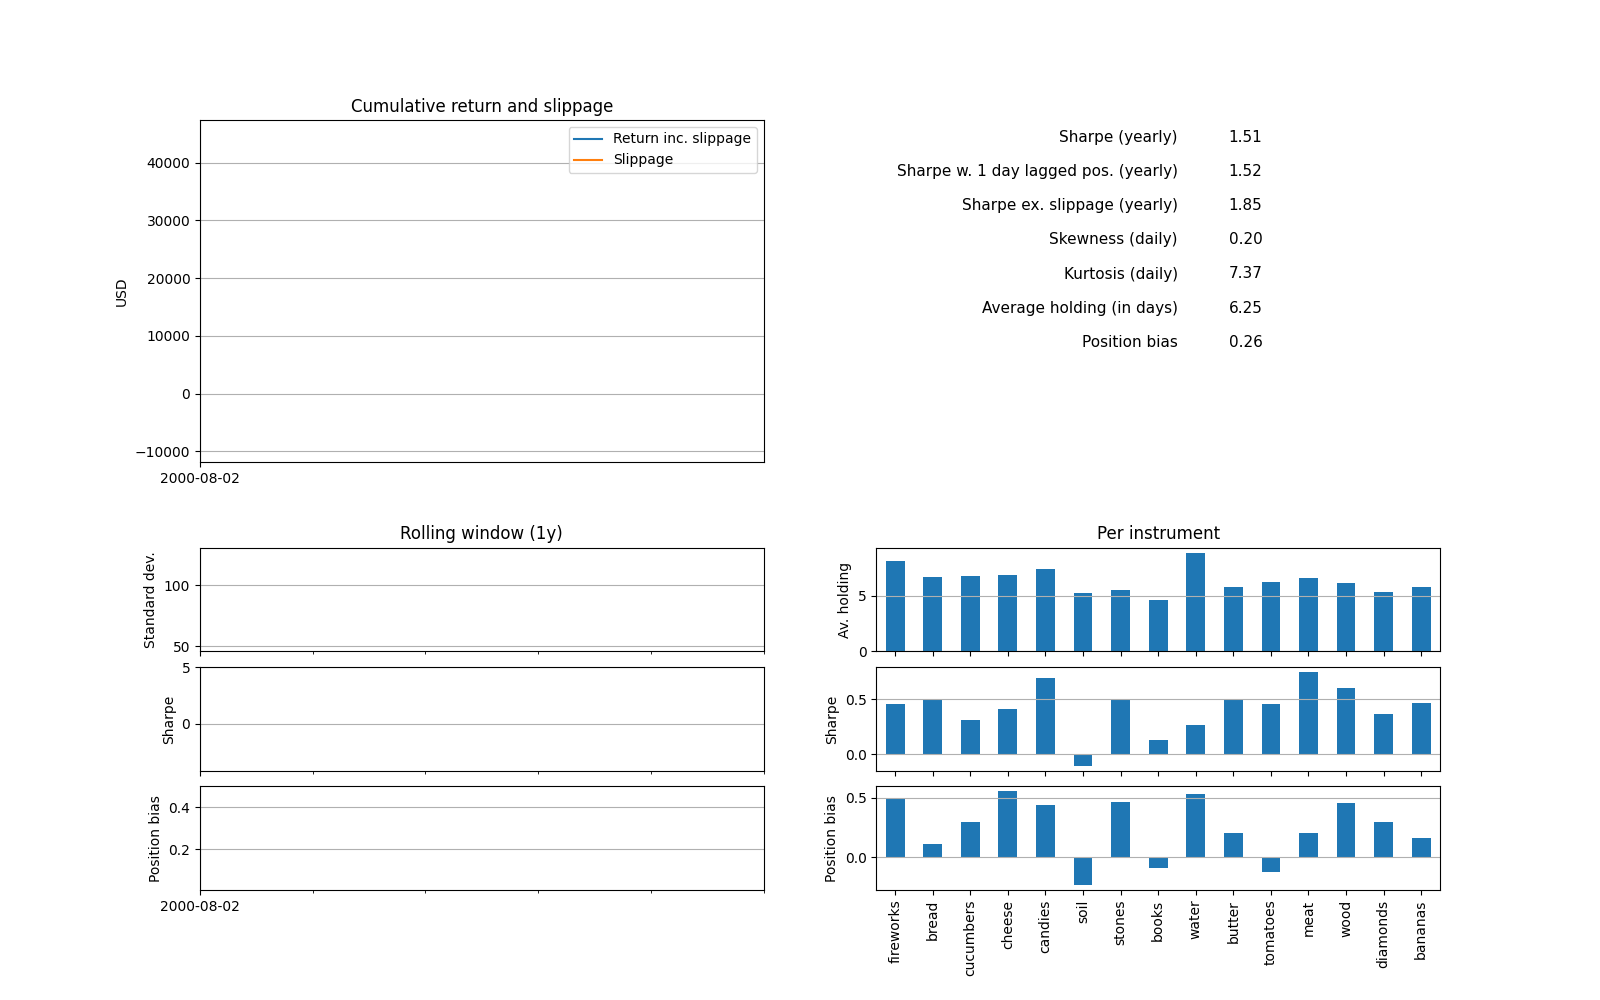 Cumulative return and slippage
Return inc. slippage
Slippage
40000
30000
20000
10000
0
−10000
USD
2000-08-02
Sharpe (yearly) 1.51
Sharpe w. 1 day lagged pos. (yearly) 1.52
Sharpe ex. slippage (yearly) 1.85
Skewness (daily) 0.20
Kurtosis (daily) 7.37
Average holding (in days) 6.25
Position bias 0.26
Rolling window (1y)
Standard dev.
100
50
Sharpe
5
0
Position bias
0.4
0.2
2000-08-02
Per instrument
Av. holding
5
0
Sharpe
0.5
0.0
Position bias
0.5
0.0
fireworks
bread
cucumbers
cheese
candies
soil
stones
books
water
butter
tomatoes
meat
wood
diamonds
bananas